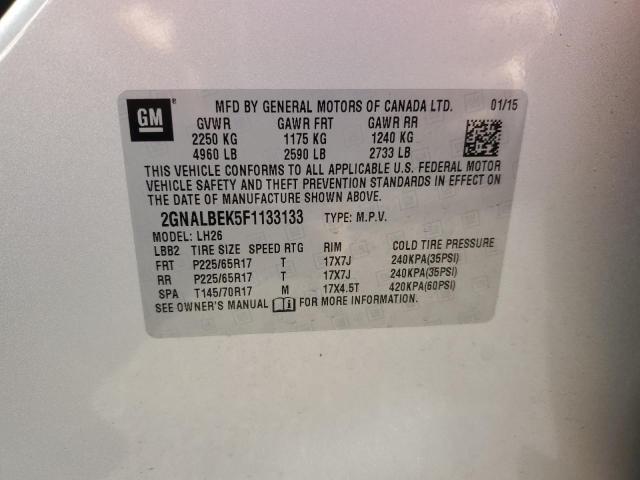 GM ® MFD BY GENERAL MOTORS OF CANADA LTD. 01/15
GVWR GAWR FRT GAWR RR
2250 KG 1175 KG 1240 KG
4960 LB 2590 LB 2733 LB
THIS VEHICLE CONFORMS TO ALL APPLICABLE U.S. FEDERAL MOTOR
VEHICLE SAFETY AND THEFT PREVENTION STANDARDS IN EFFECT ON
THE DATE OF MANUFACTURE SHOWN ABOVE.
2GNALBEK5F1133133 TYPE: M.P.V.
MODEL: LH26
LBB2 TIRE SIZE SPEED RTG RIM COLD TIRE PRESSURE
FRT P225/65R17 T 17X7J 240KPA(35PSI)
RR P225/65R17 T 17X7J 240KPA(35PSI)
SPA T145/70R17 M 17X4.5T 420KPA(60PSI)
SEE OWNER'S MANUAL FOR MORE INFORMATION.